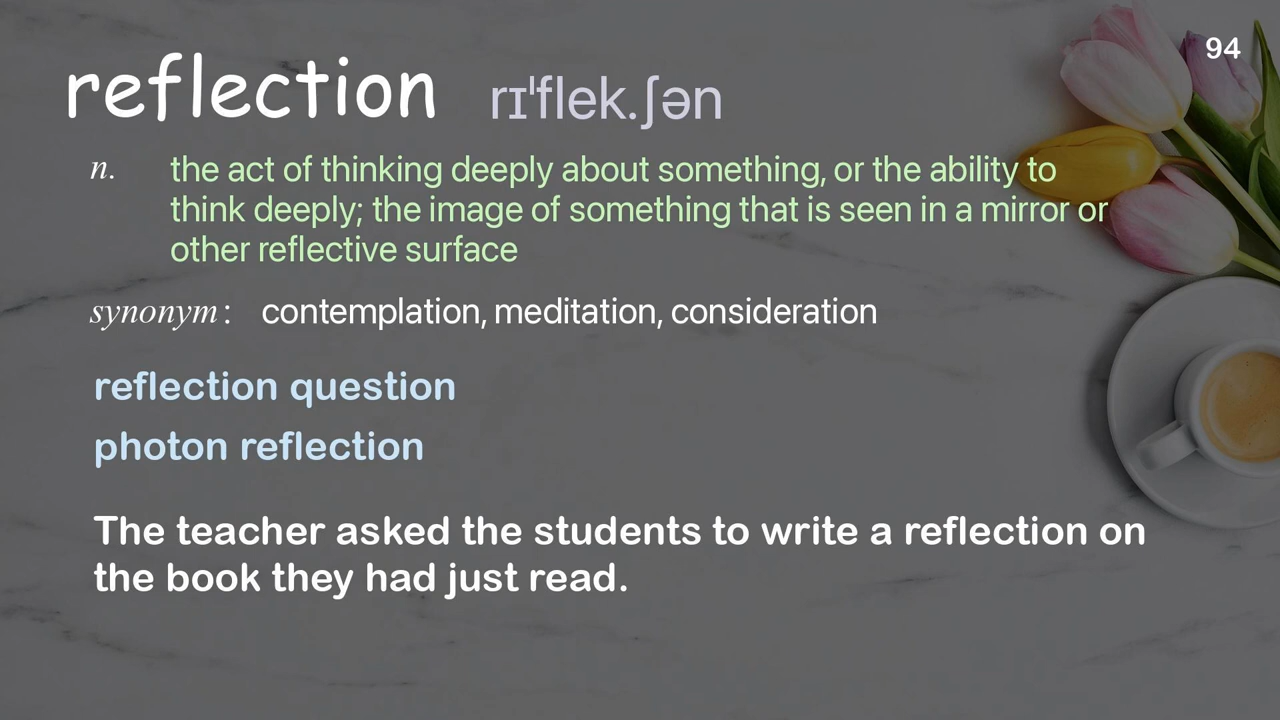 94
reflection rɪˈflek.ʃən
n. the act of thinking deeply about something, or the ability to
think deeply; the image of something that is seen in a mirror or
other reflective surface
synonym: contemplation, meditation, consideration
reflection question
photon reflection
The teacher asked the students to write a reflection on
the book they had just read.